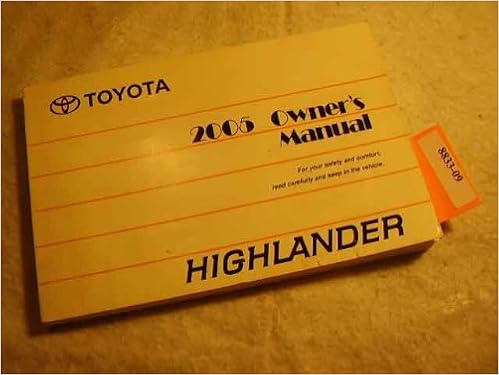 TOYOTA
2005 Owner's
Manual
For your safety and comfort,
read carefully and keep in the vehicle.
8833-09
HIGHLANDER